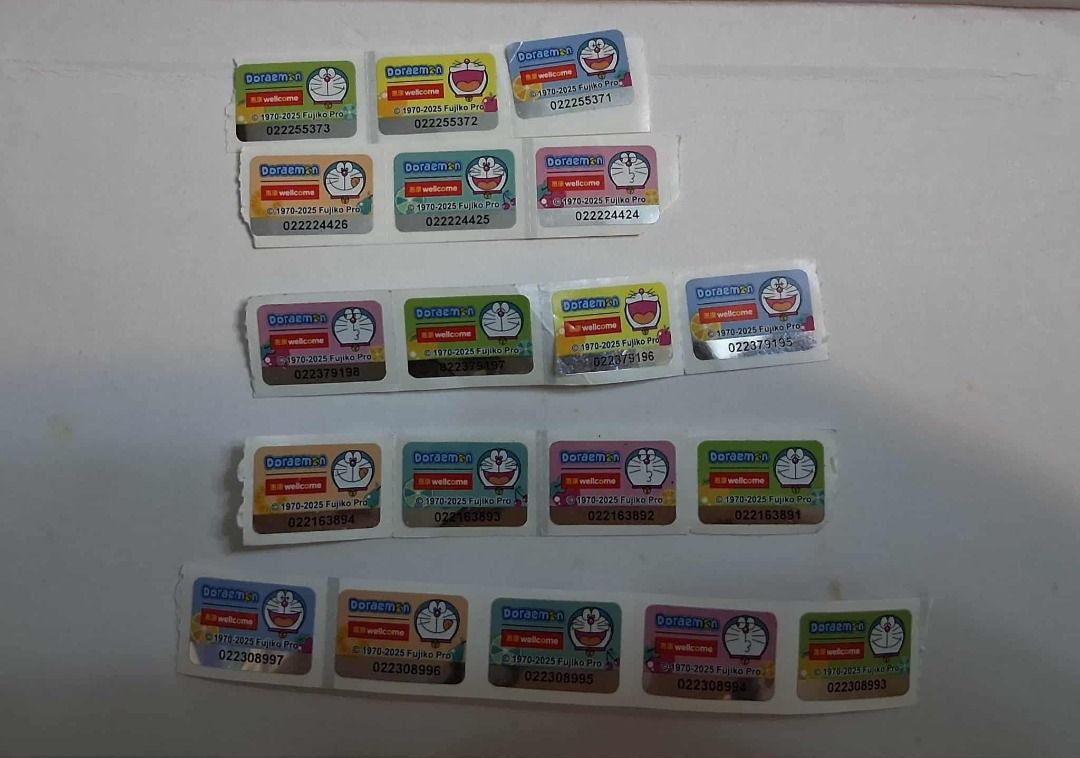 Doraemon
惠康 wellcome
© 1970-2025 Fujiko Pro
022255373
Doraemon
惠康 wellcome
© 1970-2025 Fujiko Pro
022255372
Doraemon
惠康 wellcome
© 1970-2025 Fujiko Pro
022255371
Doraemon
惠康 wellcome
© 1970-2025 Fujiko Pro
022224426
Doraemon
惠康 wellcome
© 1970-2025 Fujiko Pro
022224425
Doraemon
惠康 wellcome
© 1970-2025 Fujiko Pro
022224424
Doraemon
惠康 wellcome
© 1970-2025 Fujiko Pro
022379198
Doraemon
惠康 wellcome
© 1970-2025 Fujiko Pro
022379197
Doraemon
惠康 wellcome
© 1970-2025 Fujiko Pro
022379196
Doraemon
惠康 wellcome
© 1970-2025 Fujiko Pro
022379195
Doraemon
惠康 wellcome
© 1970-2025 Fujiko Pro
022163894
Doraemon
惠康 wellcome
© 1970-2025 Fujiko Pro
022163893
Doraemon
惠康 wellcome
© 1970-2025 Fujiko Pro
022163892
Doraemon
惠康 wellcome
© 1970-2025 Fujiko Pro
022163891
Doraemon
惠康 wellcome
© 1970-2025 Fujiko Pro
022308997
Doraemon
惠康 wellcome
© 1970-2025 Fujiko Pro
022308996
Doraemon
惠康 wellcome
© 1970-2025 Fujiko Pro
022308995
Doraemon
惠康 wellcome
© 1970-2025 Fujiko Pro
022308994
Doraemon
惠康 wellcome
© 1970-2025 Fujiko Pro
022308993